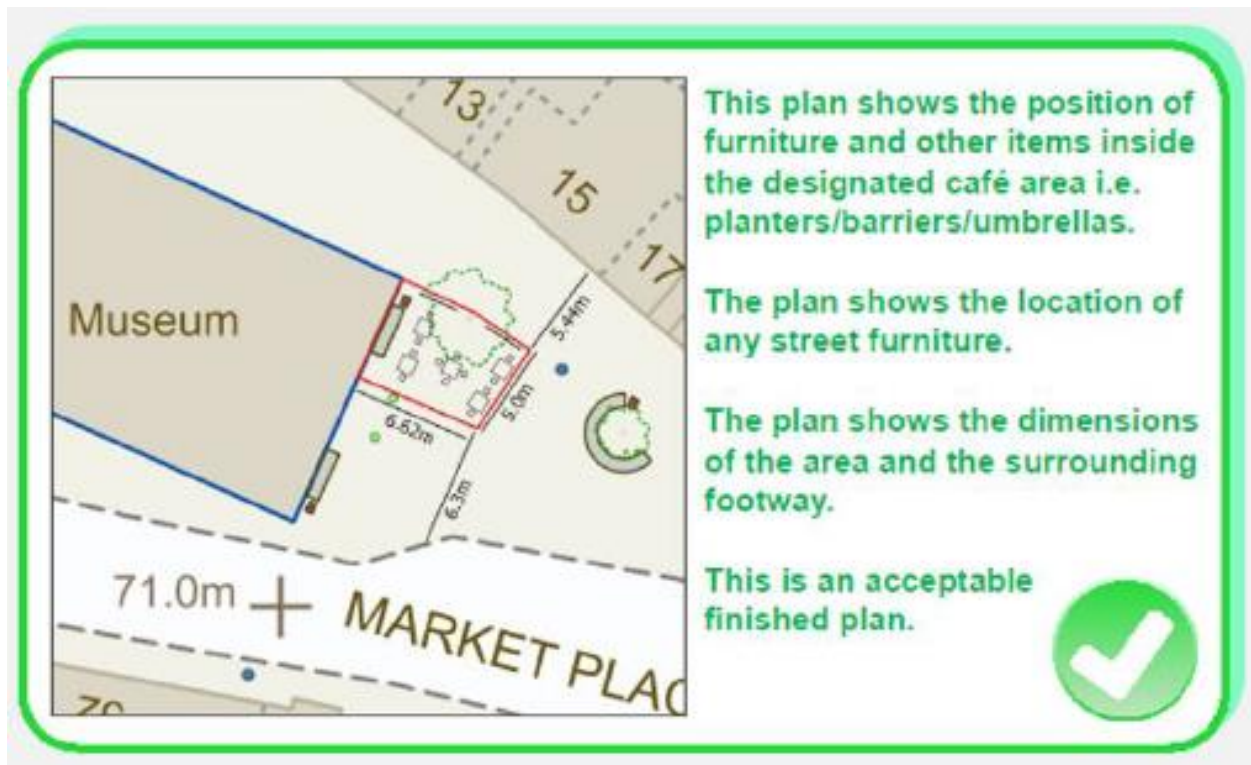 13
15
17
Museum
5.44m
5.0m
6.62m
6.3m
71.0m
MARKET PLAC
This plan shows the position of
furniture and other items inside
the designated café area i.e.
planters/barriers/umbrellas.
The plan shows the location of
any street furniture.
The plan shows the dimensions
of the area and the surrounding
footway.
This is an acceptable
finished plan.